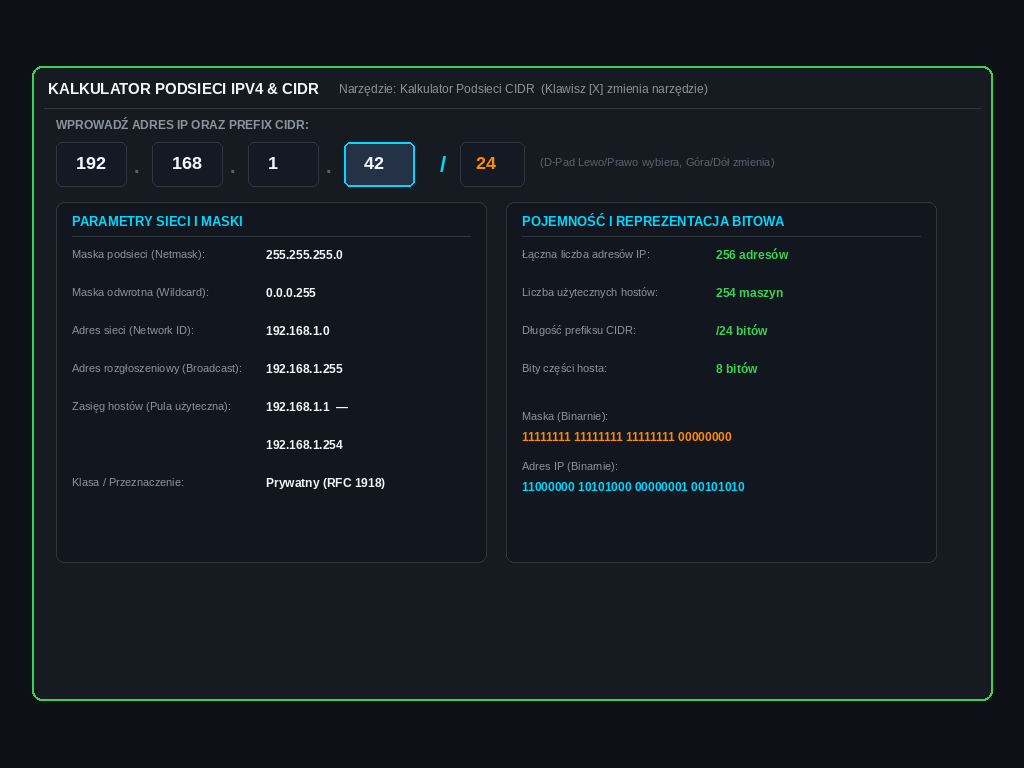 KALKULATOR PODSIECI IPV4 & CIDR Narzędzie: Kalkulator Podsieci CIDR (Klawisz [X] zmienia narzędzie)
WPROWADŹ ADRES IP ORAZ PREFIX CIDR:
192 . 168 . 1 . 42 / 24 (D-Pad Lewo/Prawo wybiera, Góra/Dół zmienia)
PARAMETRY SIECI I MASKI
Maska podsieci (Netmask): 255.255.255.0
Maska odwrotna (Wildcard): 0.0.0.255
Adres sieci (Network ID): 192.168.1.0
Adres rozgłoszeniowy (Broadcast): 192.168.1.255
Zasięg hostów (Pula użyteczna): 192.168.1.1 —
192.168.1.254
Klasa / Przeznaczenie: Prywatny (RFC 1918)
POJEMNOŚĆ I REPREZENTACJA BITOWA
Łączna liczba adresów IP: 256 adresów
Liczba użytecznych hostów: 254 maszyn
Długość prefiksu CIDR: /24 bitów
Bity części hosta: 8 bitów
Maska (Binarnie):
11111111 11111111 11111111 00000000
Adres IP (Binarnie):
11000000 10101000 00000001 00101010